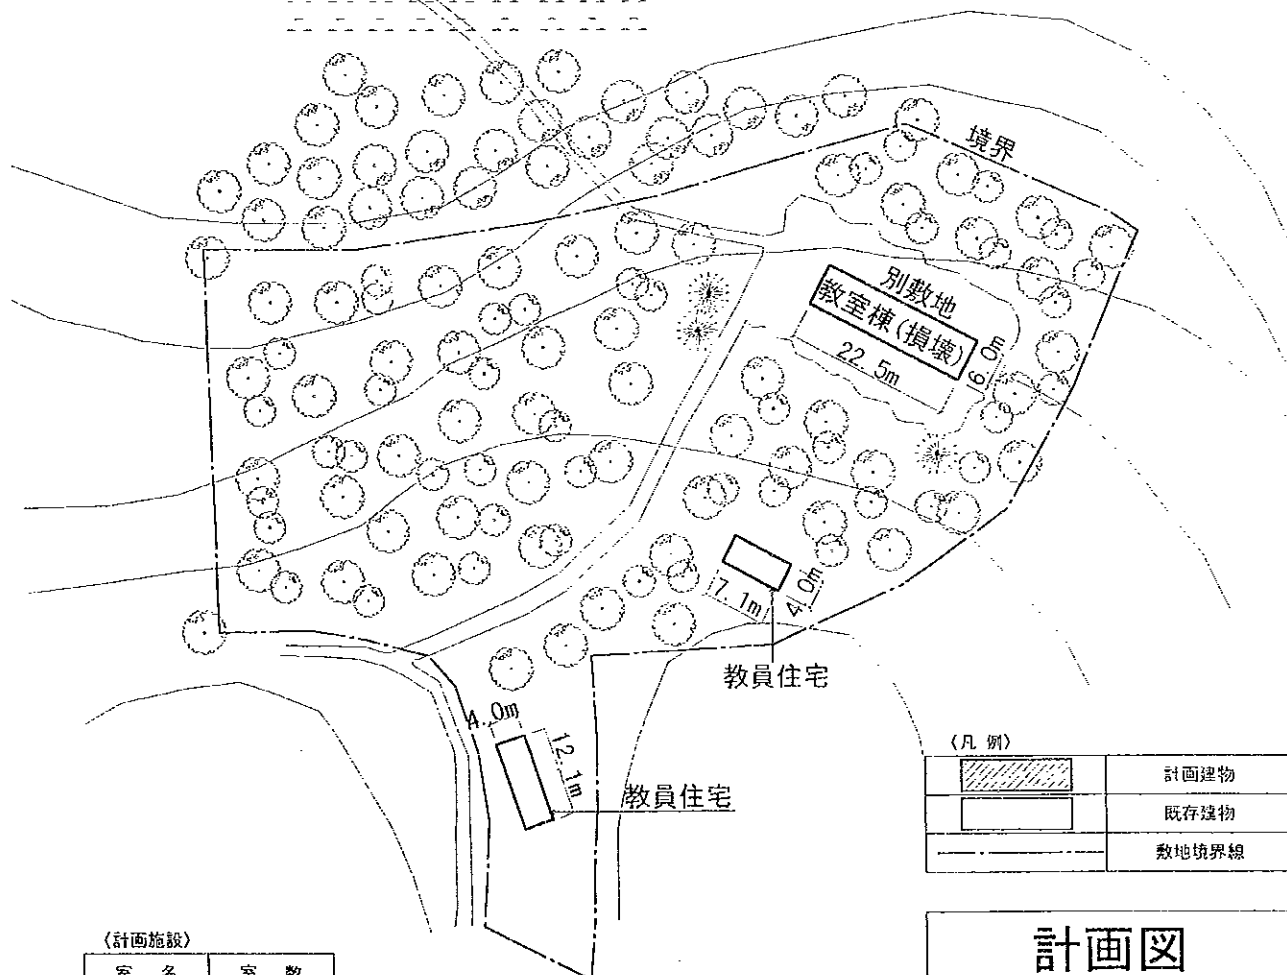 境界
別敷地
教室棟(損壊)
22.5m
9.0m
7.1m
4.0m
教員住宅
4.0m
12.1m
教員住宅
〈凡 例〉
計画建物
既存建物
敷地境界線
〈計画施設〉
室 名 室 数
計画図